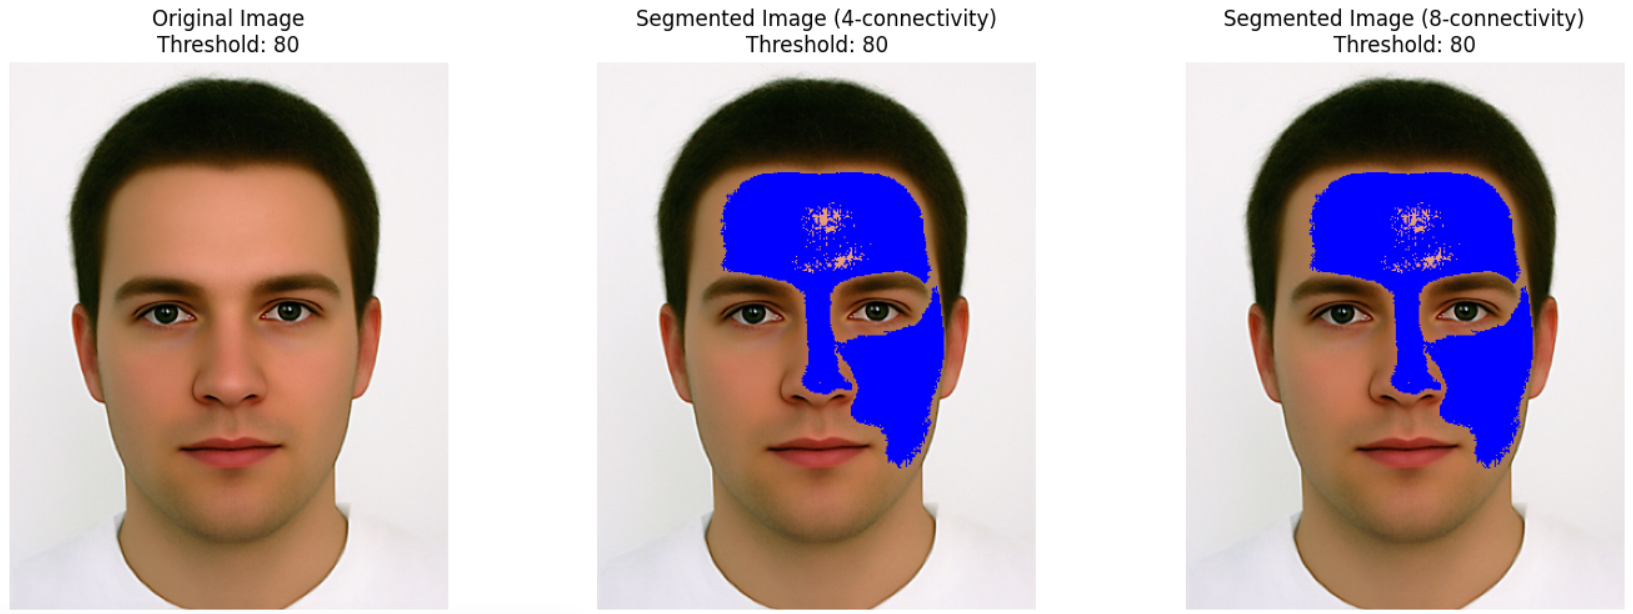 Original Image
Threshold: 80
Segmented Image (4-connectivity)
Threshold: 80
Segmented Image (8-connectivity)
Threshold: 80